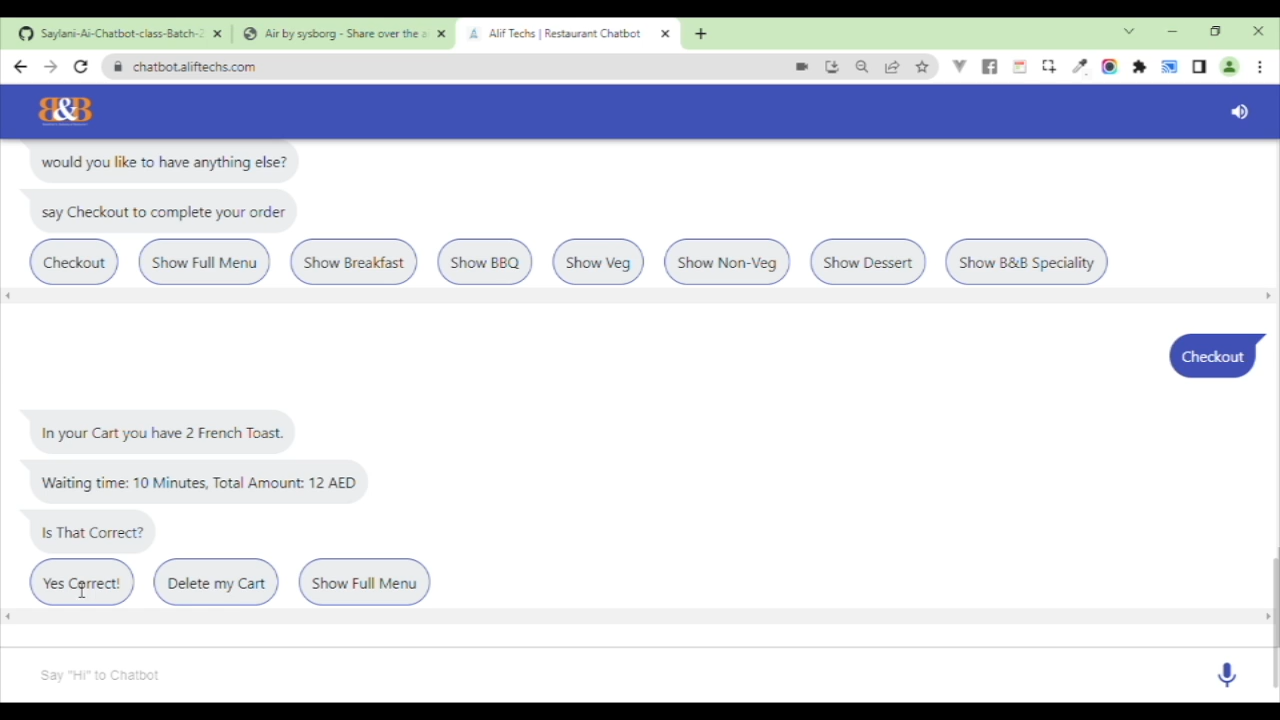 Saylani-Ai-Chatbot-class-Batch-2
Air by sysborg - Share over the a
Alif Techs | Restaurant Chatbot
chatbot.aliftechs.com
B&B
would you like to have anything else?
say Checkout to complete your order
Checkout
Show Full Menu
Show Breakfast
Show BBQ
Show Veg
Show Non-Veg
Show Dessert
Show B&B Speciality
Checkout
In your Cart you have 2 French Toast.
Waiting time: 10 Minutes, Total Amount: 12 AED
Is That Correct?
Yes Correct!
Delete my Cart
Show Full Menu
Say "Hi" to Chatbot